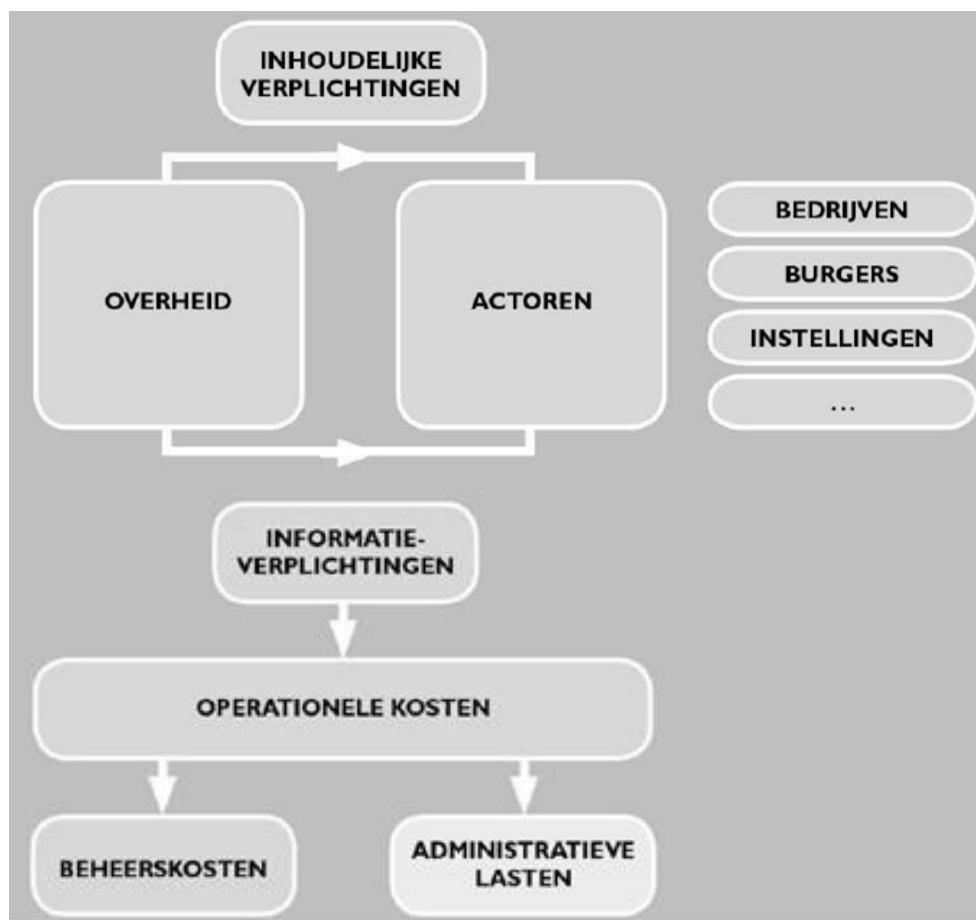 INHOUDELIJKE
VERPLICHTINGEN
OVERHEID
ACTOREN
BEDRIJVEN
BURGERS
INSTELLINGEN
...
INFORMATIE-
VERPLICHTINGEN
OPERATIONELE KOSTEN
BEHEERSKOSTEN
ADMINISTRATIEVE
LASTEN